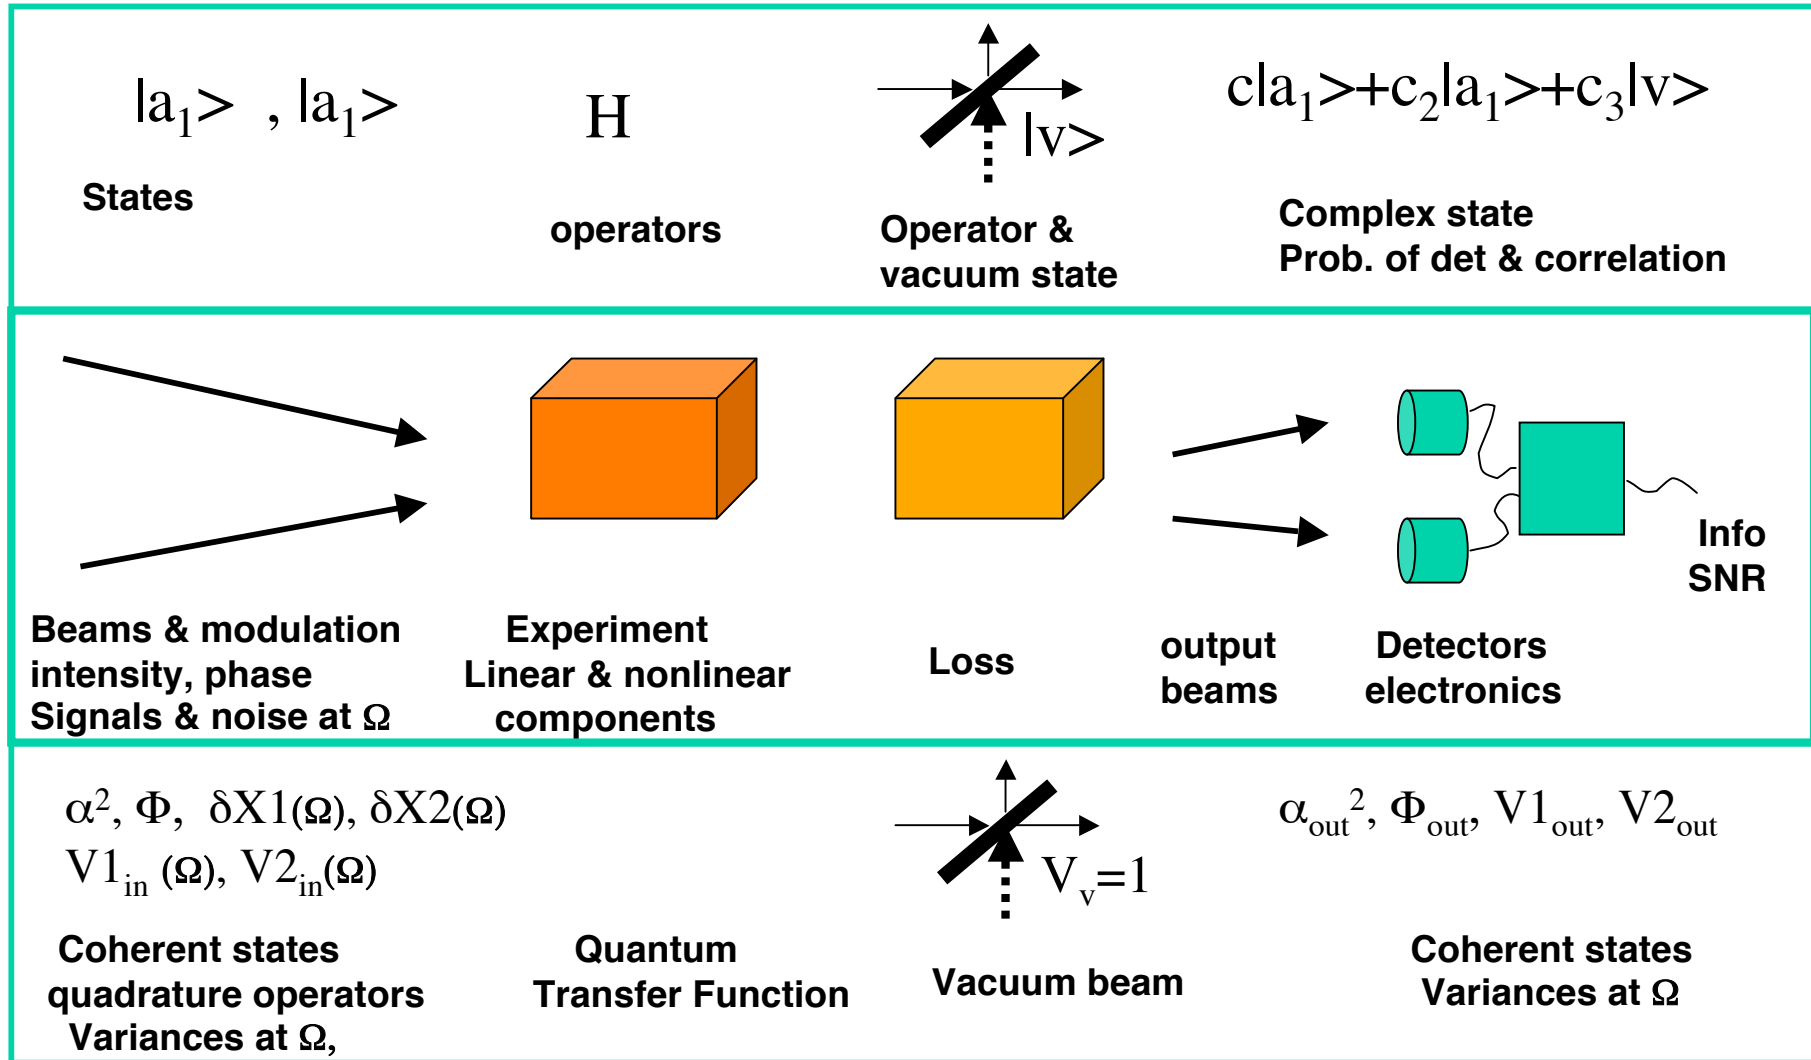 |a₁> , |a₁>
H
|v>
c|a₁>+c₂|a₁>+c₃|v>
States
operators
Operator &
vacuum state
Complex state
Prob. of det & correlation
Info
SNR
Beams & modulation
intensity, phase
Signals & noise at Ω
Experiment
Linear & nonlinear
components
Loss
output
beams
Detectors
electronics
α², Φ, δX1(Ω), δX2(Ω)
V1in (Ω), V2in(Ω)
Vv=1
αout², Φout, V1out, V2out
Coherent states
quadrature operators
Variances at Ω,
Quantum
Transfer Function
Vacuum beam
Coherent states
Variances at Ω